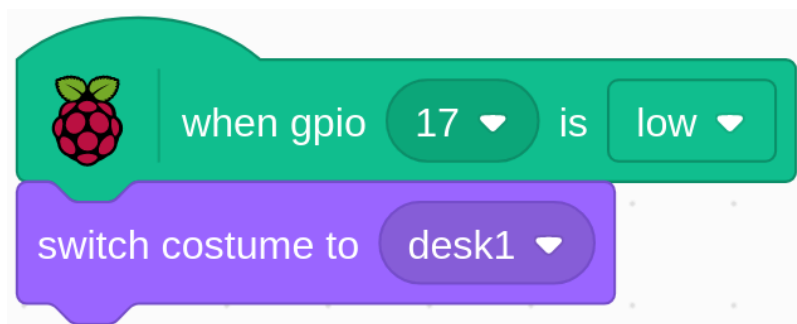 when gpio 17 is low
switch costume to desk1